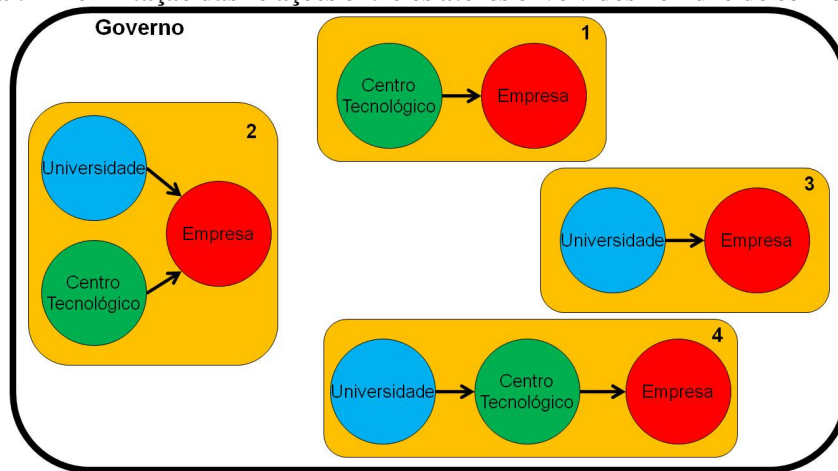 Governo
1
Centro
Tecnológico
Empresa
2
Universidade
Empresa
Centro
Tecnológico
3
Universidade
Empresa
4
Universidade
Centro
Tecnológico
Empresa